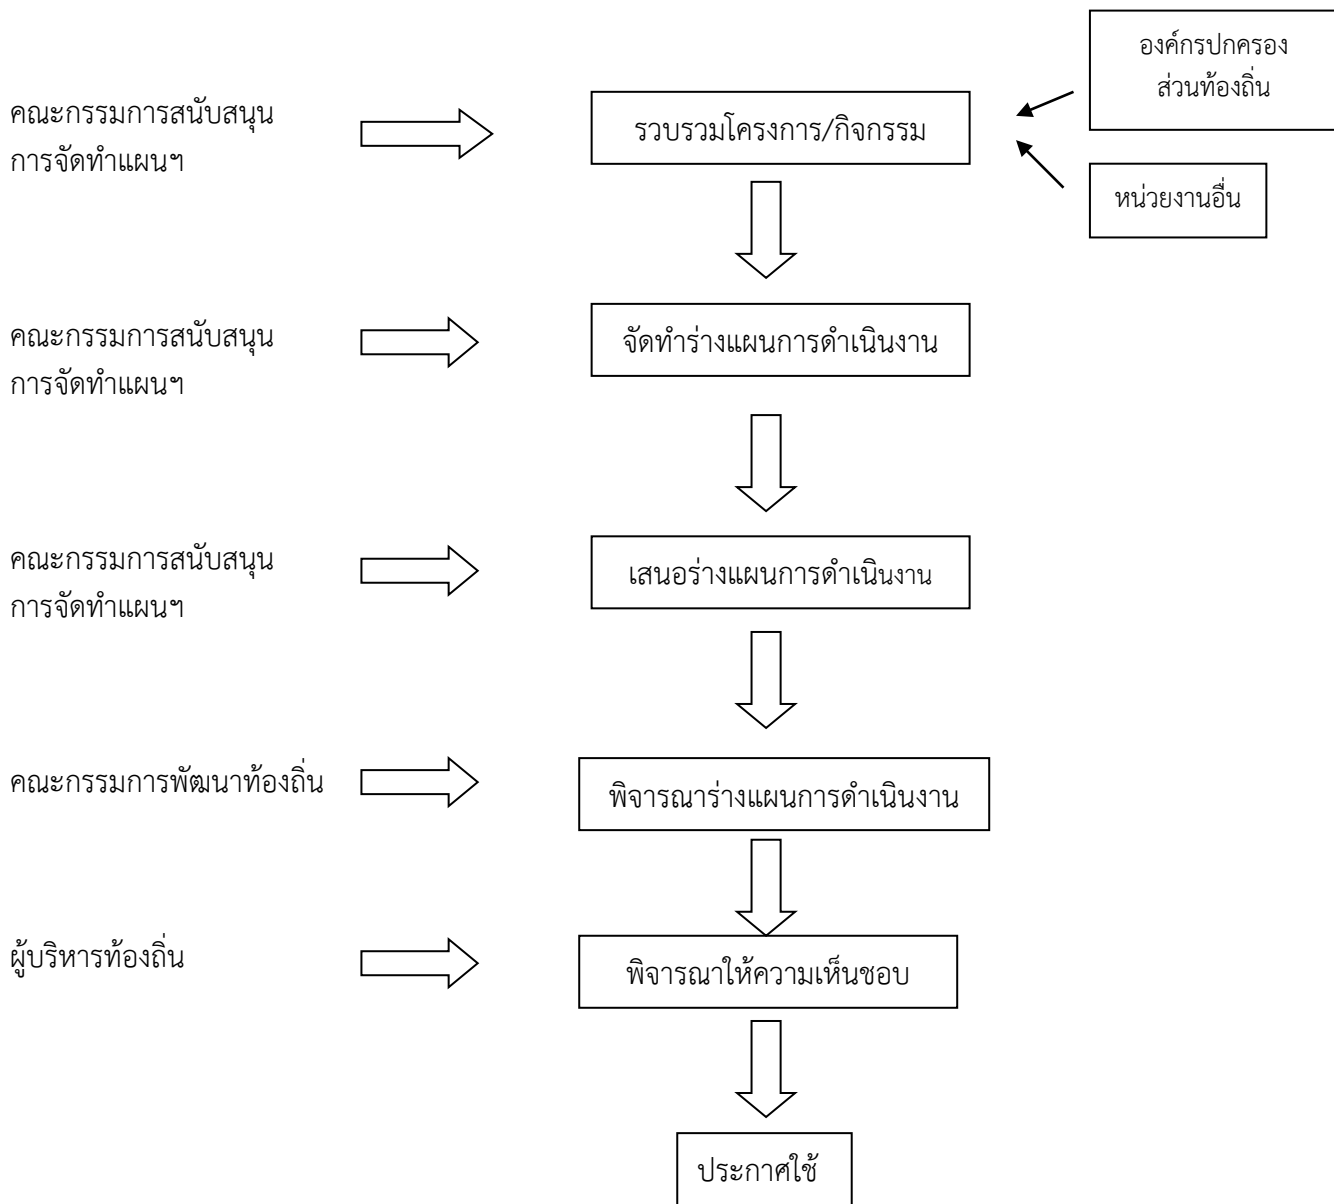 องค์กรปกครอง
ส่วนท้องถิ่น
คณะกรรมการสนับสนุน
การจัดทำแผนฯ
รวบรวมโครงการ/กิจกรรม
หน่วยงานอื่น
คณะกรรมการสนับสนุน
การจัดทำแผนฯ
จัดทำร่างแผนการดำเนินงาน
คณะกรรมการสนับสนุน
การจัดทำแผนฯ
เสนอร่างแผนการดำเนินงาน
คณะกรรมการพัฒนาท้องถิ่น
พิจารณาร่างแผนการดำเนินงาน
ผู้บริหารท้องถิ่น
พิจารณาให้ความเห็นชอบ
ประกาศใช้